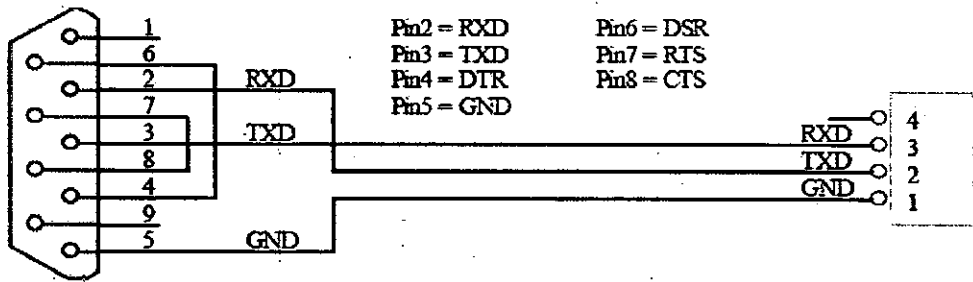 1
6
2 RXD
7
3 TXD
8
4
9
5 GND
Pin2 = RXD Pin6 = DSR
Pin3 = TXD Pin7 = RTS
Pin4 = DTR Pin8 = CTS
Pin5 = GND
4
RXD 3
TXD 2
GND 1